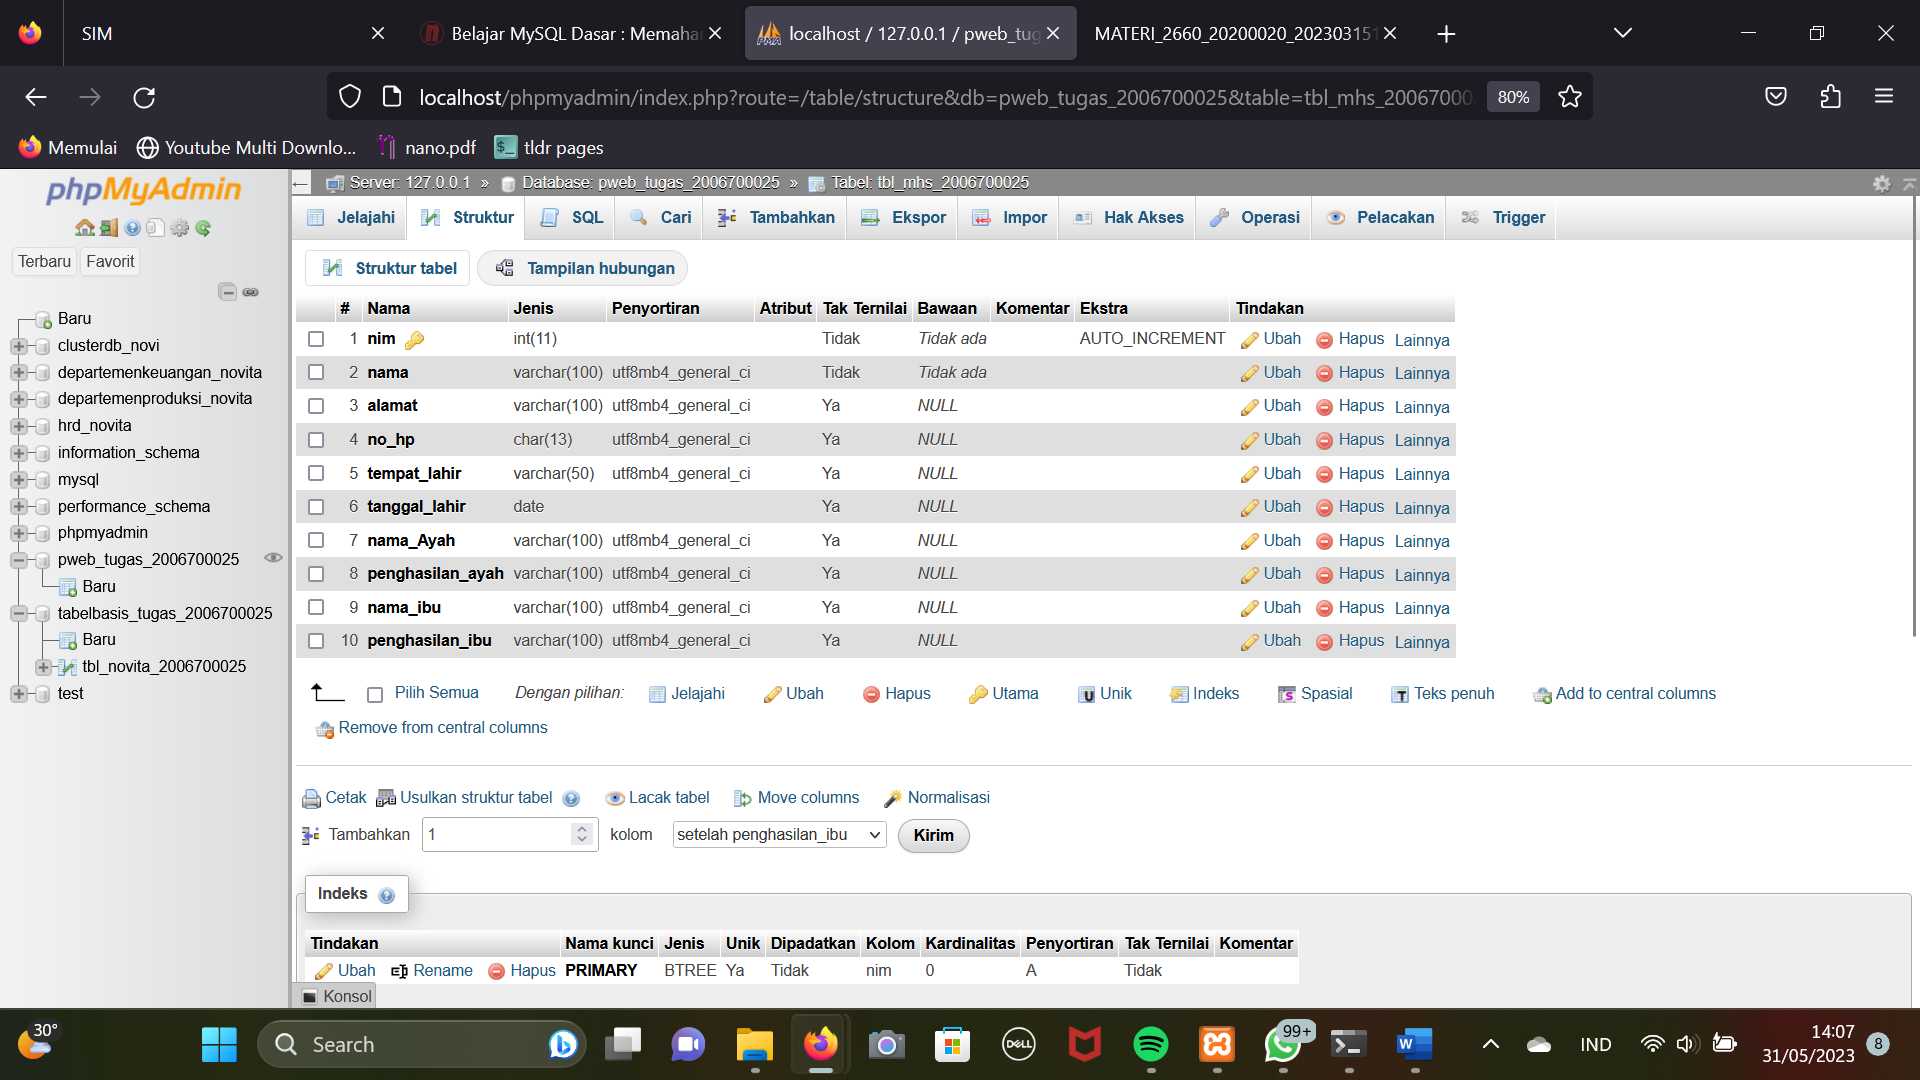 SIM
Belajar MySQL Dasar : Memaha
localhost / 127.0.0.1 / pweb_tug
MATERI_2660_20200020_202303151
localhost/phpmyadmin/index.php?route=/table/structure&db=pweb_tugas_2006700025&table=tbl_mhs_200670002
80%
Memulai
Youtube Multi Downlo...
nano.pdf
tldr pages
phpMyAdmin
Server: 127.0.0.1 » Database: pweb_tugas_2006700025 » Tabel: tbl_mhs_2006700025
Jelajahi Struktur SQL Cari Tambahkan Ekspor Impor Hak Akses Operasi Pelacakan Trigger
Terbaru Favorit
Baru
clusterdb_novi
departemenkeuangan_novita
departemenproduksi_novita
hrd_novita
information_schema
mysql
performance_schema
phpmyadmin
pweb_tugas_2006700025
Baru
tabelbasis_tugas_2006700025
Baru
tbl_novita_2006700025
test
Struktur tabel Tampilan hubungan
# Nama Jenis Penyortiran Atribut Tak Ternilai Bawaan Komentar Ekstra Tindakan
1 nim int(11) Tidak Tidak ada AUTO_INCREMENT Ubah Hapus Lainnya
2 nama varchar(100) utf8mb4_general_ci Tidak Tidak ada Ubah Hapus Lainnya
3 alamat varchar(100) utf8mb4_general_ci Ya NULL Ubah Hapus Lainnya
4 no_hp char(13) utf8mb4_general_ci Ya NULL Ubah Hapus Lainnya
5 tempat_lahir varchar(50) utf8mb4_general_ci Ya NULL Ubah Hapus Lainnya
6 tanggal_lahir date Ya NULL Ubah Hapus Lainnya
7 nama_Ayah varchar(100) utf8mb4_general_ci Ya NULL Ubah Hapus Lainnya
8 penghasilan_ayah varchar(100) utf8mb4_general_ci Ya NULL Ubah Hapus Lainnya
9 nama_ibu varchar(100) utf8mb4_general_ci Ya NULL Ubah Hapus Lainnya
10 penghasilan_ibu varchar(100) utf8mb4_general_ci Ya NULL Ubah Hapus Lainnya
Pilih Semua Dengan pilihan: Jelajahi Ubah Hapus Utama Unik Indeks Spasial Teks penuh Add to central columns
Remove from central columns
Cetak Usulkan struktur tabel Lacak tabel Move columns Normalisasi
Tambahkan 1 kolom setelah penghasilan_ibu Kirim
Indeks
Tindakan Nama kunci Jenis Unik Dipadatkan Kolom Kardinalitas Penyortiran Tak Ternilai Komentar
Ubah Rename Hapus PRIMARY BTREE Ya Tidak nim 0 A Tidak
Konsol
30°
Search
DELL
99+
IND
14:07
31/05/2023
8